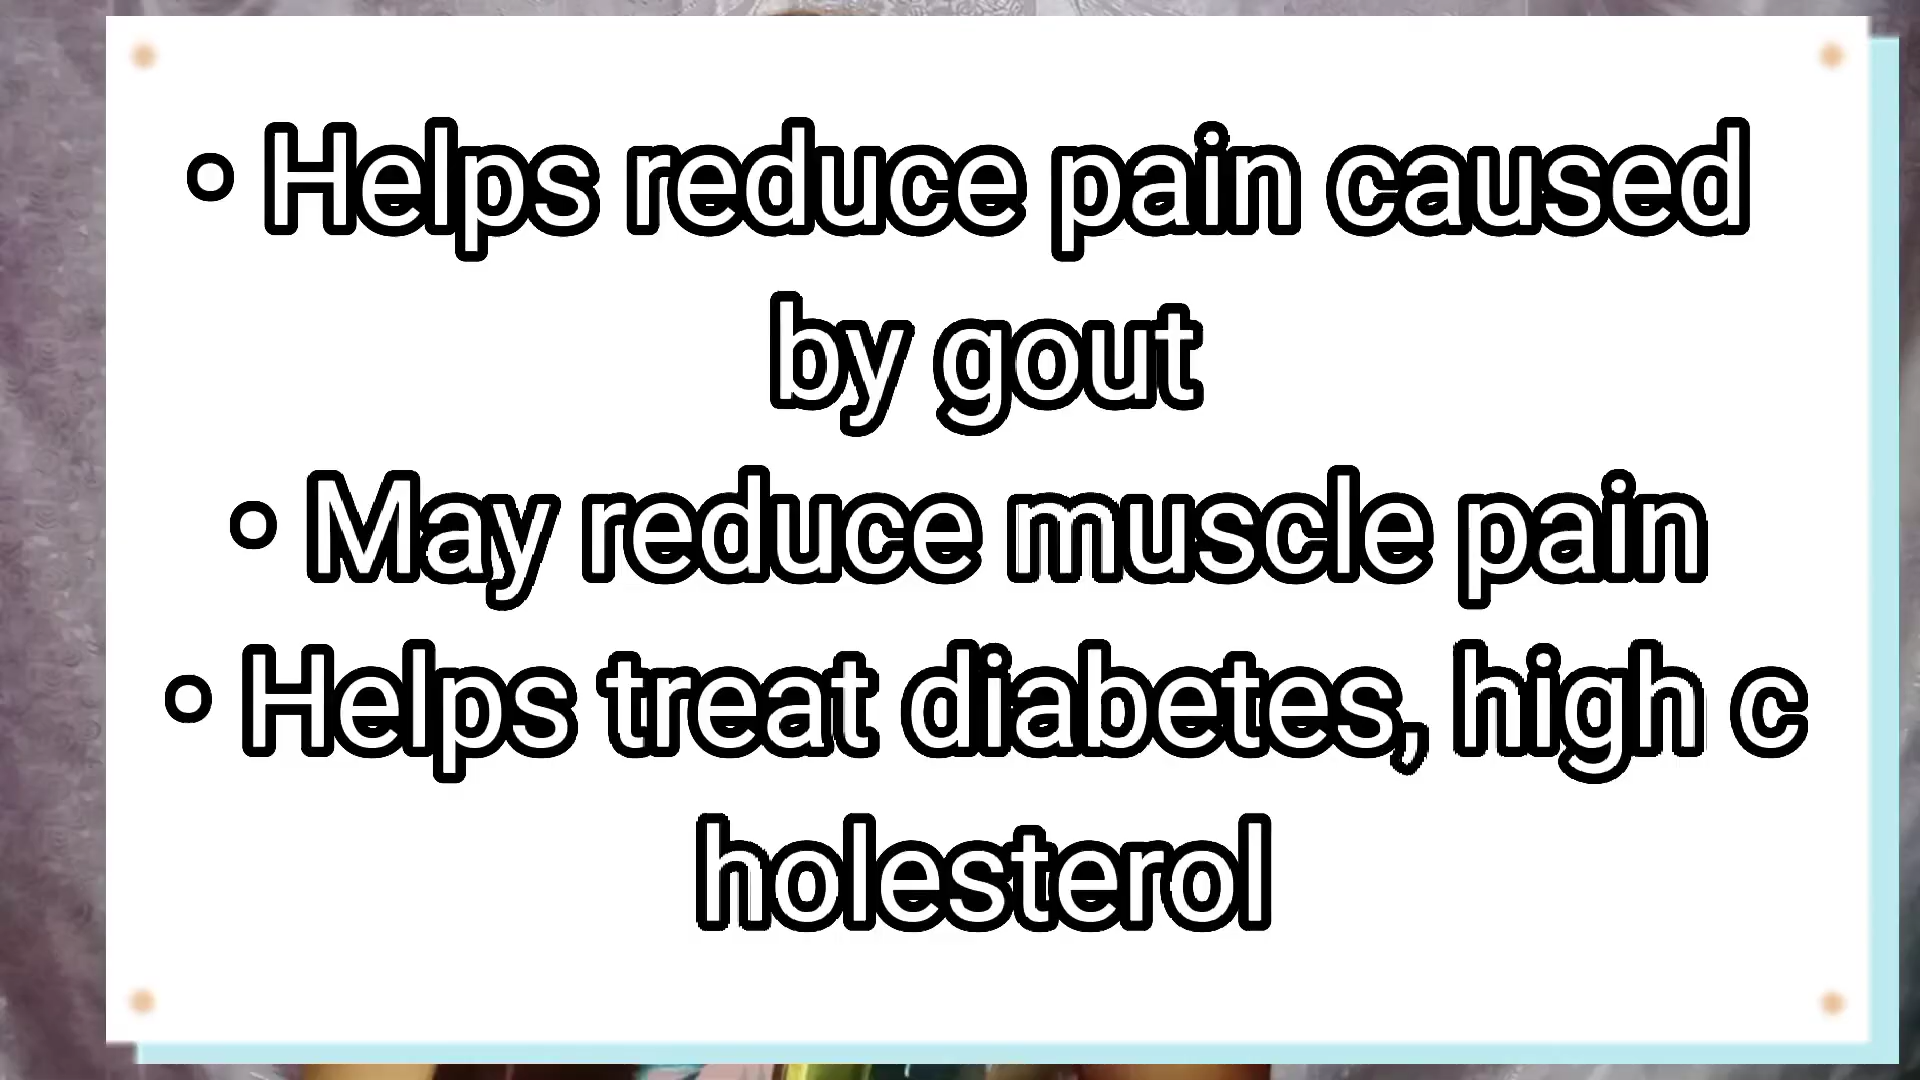 • Helps reduce pain caused
by gout
• May reduce muscle pain
• Helps treat diabetes, high c
holesterol